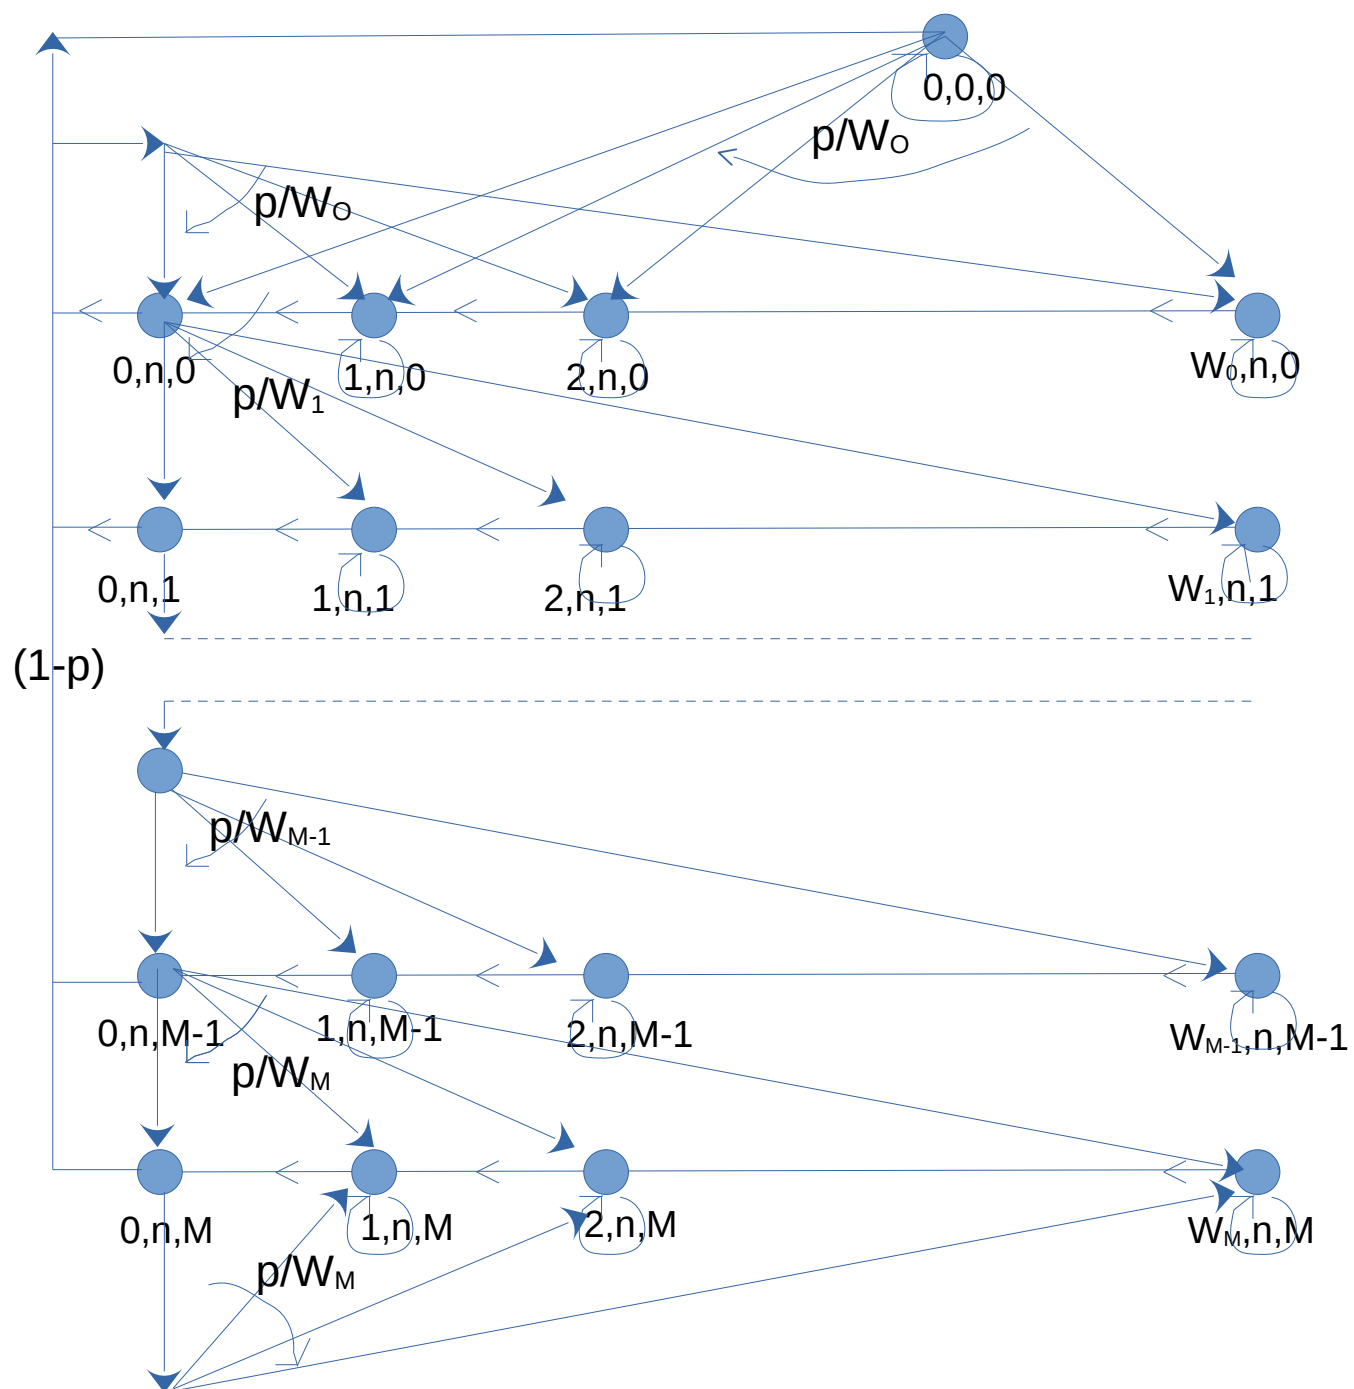 0,0,0
p/W₀
p/W₀
0,n,0
1,n,0
2,n,0
W₀,n,0
p/W₁
0,n,1
1,n,1
2,n,1
W₁,n,1
(1-p)
p/WM-1
0,n,M-1
1,n,M-1
2,n,M-1
WM-1,n,M-1
p/WM
0,n,M
1,n,M
2,n,M
WM,n,M
p/WM